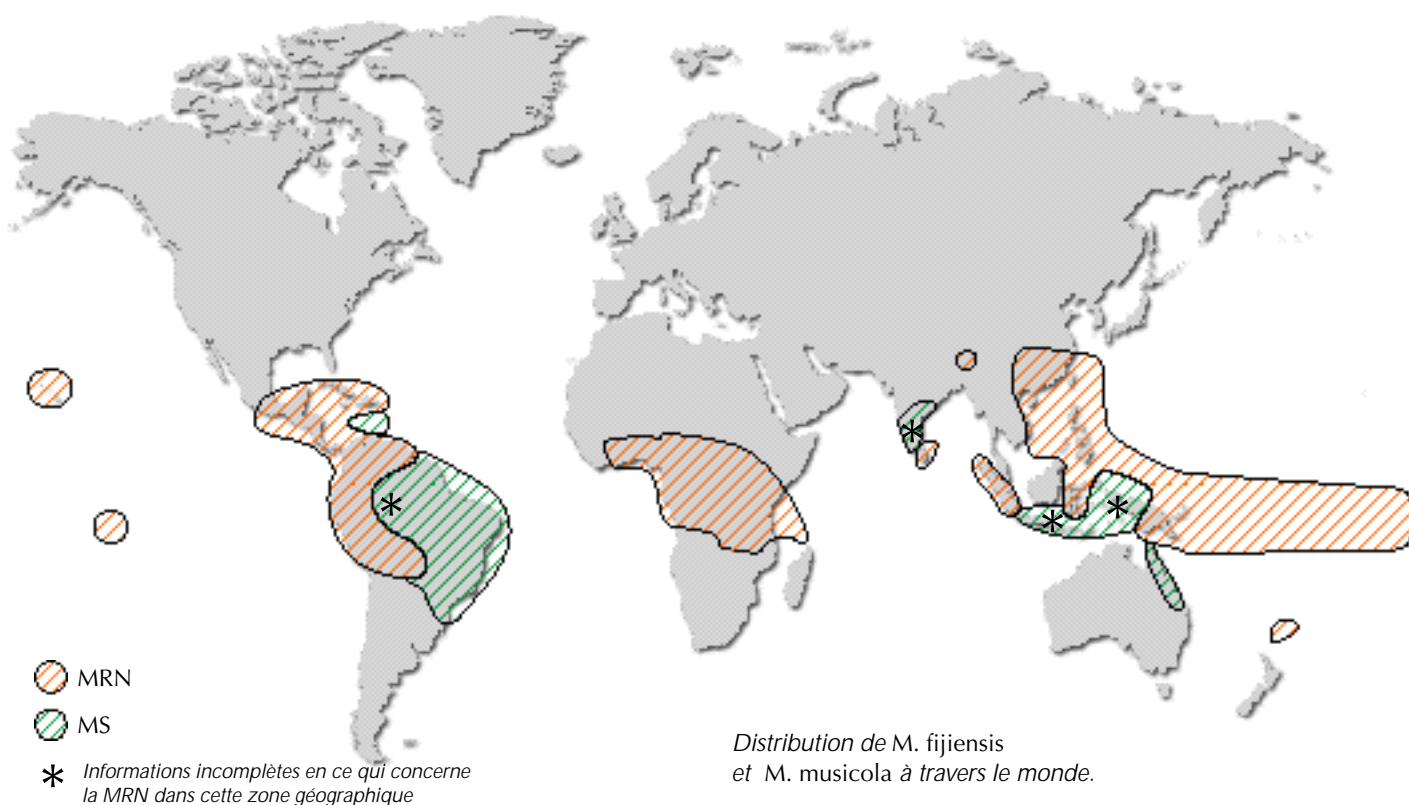 MRN
MS
* Informations incomplètes en ce qui concerne
la MRN dans cette zone géographique
Distribution de M. fijiensis
et M. musicola à travers le monde.